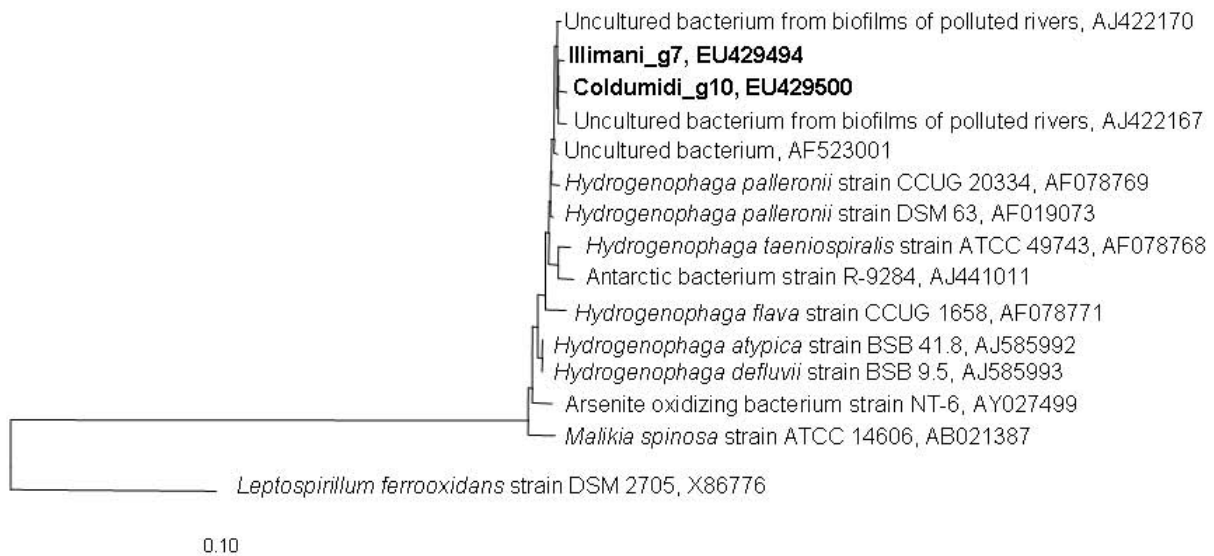 Uncultured bacterium from biofilms of polluted rivers, AJ422170
Illimani_g7, EU429494
Coldumidi_g10, EU429500
Uncultured bacterium from biofilms of polluted rivers, AJ422167
Uncultured bacterium, AF523001
Hydrogenophaga palleronii strain CCUG 20334, AF078769
Hydrogenophaga palleronii strain DSM 63, AF019073
Hydrogenophaga taeniospiralis strain ATCC 49743, AF078768
Antarctic bacterium strain R-9284, AJ441011
Hydrogenophaga flava strain CCUG 1658, AF078771
Hydrogenophaga atypica strain BSB 41.8, AJ585992
Hydrogenophaga defluvii strain BSB 9.5, AJ585993
Arsenite oxidizing bacterium strain NT-6, AY027499
Malikia spinosa strain ATCC 14606, AB021387
Leptospirillum ferrooxidans strain DSM 2705, X86776
0.10